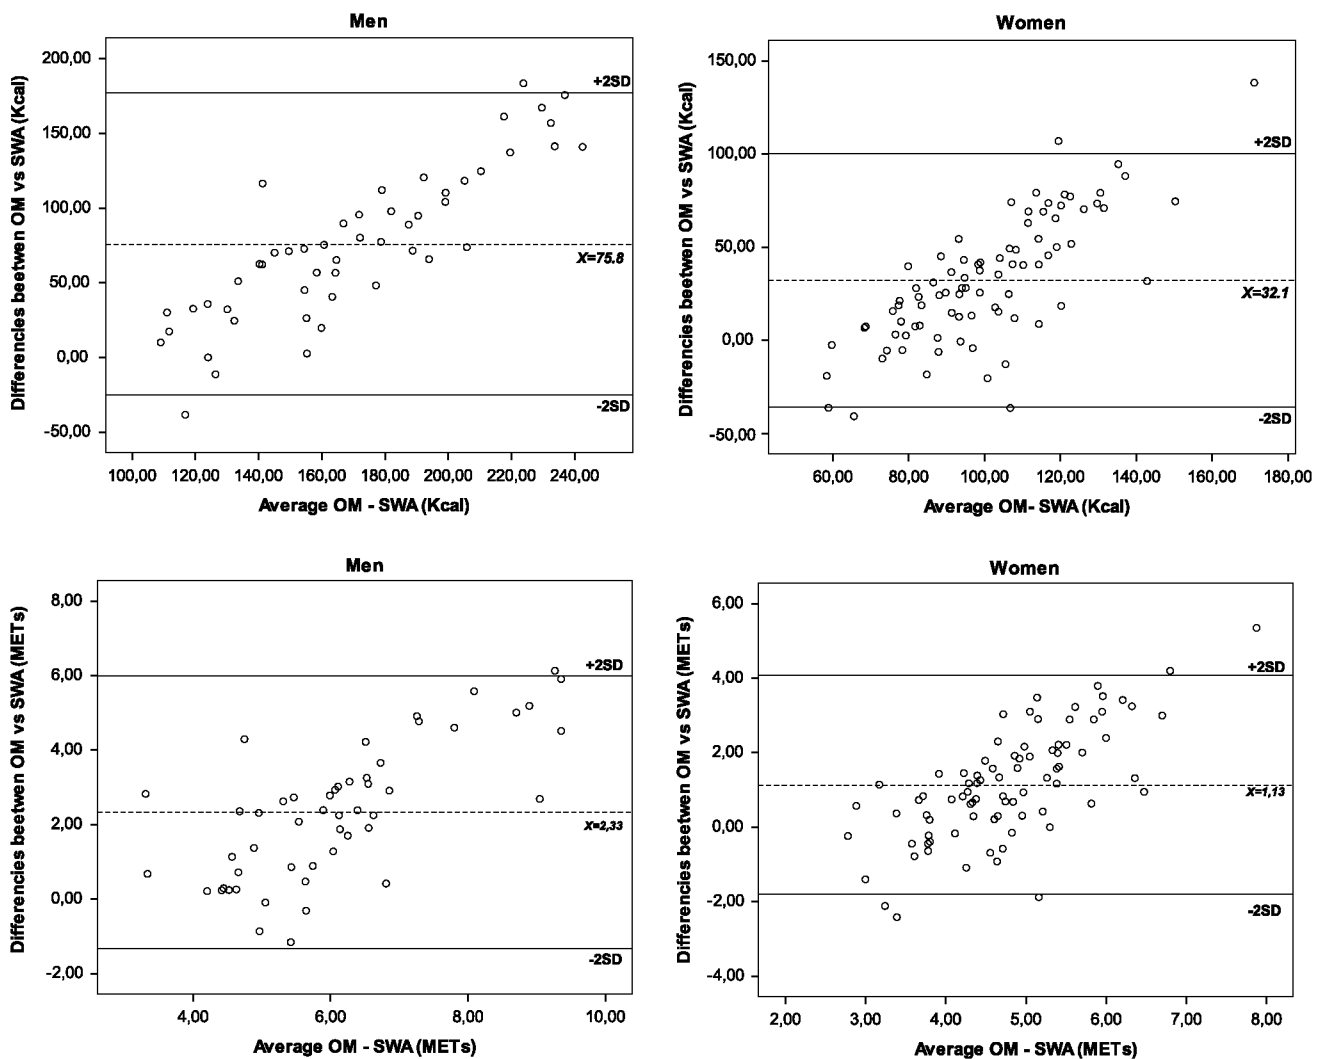 Men
Differencies beetwen OM vs SWA (Kcal)
200,00
150,00
100,00
50,00
0,00
-50,00
+2SD
X=75.8
-2SD
100,00 120,00 140,00 160,00 180,00 200,00 220,00 240,00
Average OM - SWA (Kcal)
Women
Differencies beetwen OM vs SWA (Kcal)
150,00
100,00
50,00
0,00
-50,00
+2SD
X=32.1
-2SD
60,00 80,00 100,00 120,00 140,00 160,00 180,00
Average OM- SWA (Kcal)
Men
Differencies beetwen OM vs SWA (METs)
8,00
6,00
4,00
2,00
0,00
-2,00
+2SD
X=2,33
-2SD
4,00 6,00 8,00 10,00
Average OM - SWA (METs)
Women
Differencies beetwen OM vs SWA (METs)
6,00
4,00
2,00
0,00
-2,00
-4,00
+2SD
X=1,13
-2SD
2,00 3,00 4,00 5,00 6,00 7,00 8,00
Average OM - SWA (METs)